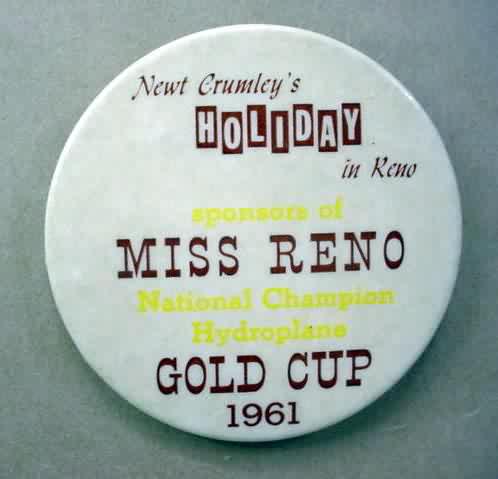 Newt Crumley's
HOLIDAY
in Reno
sponsors of
MISS RENO
National Champion
Hydroplane
GOLD CUP
1961